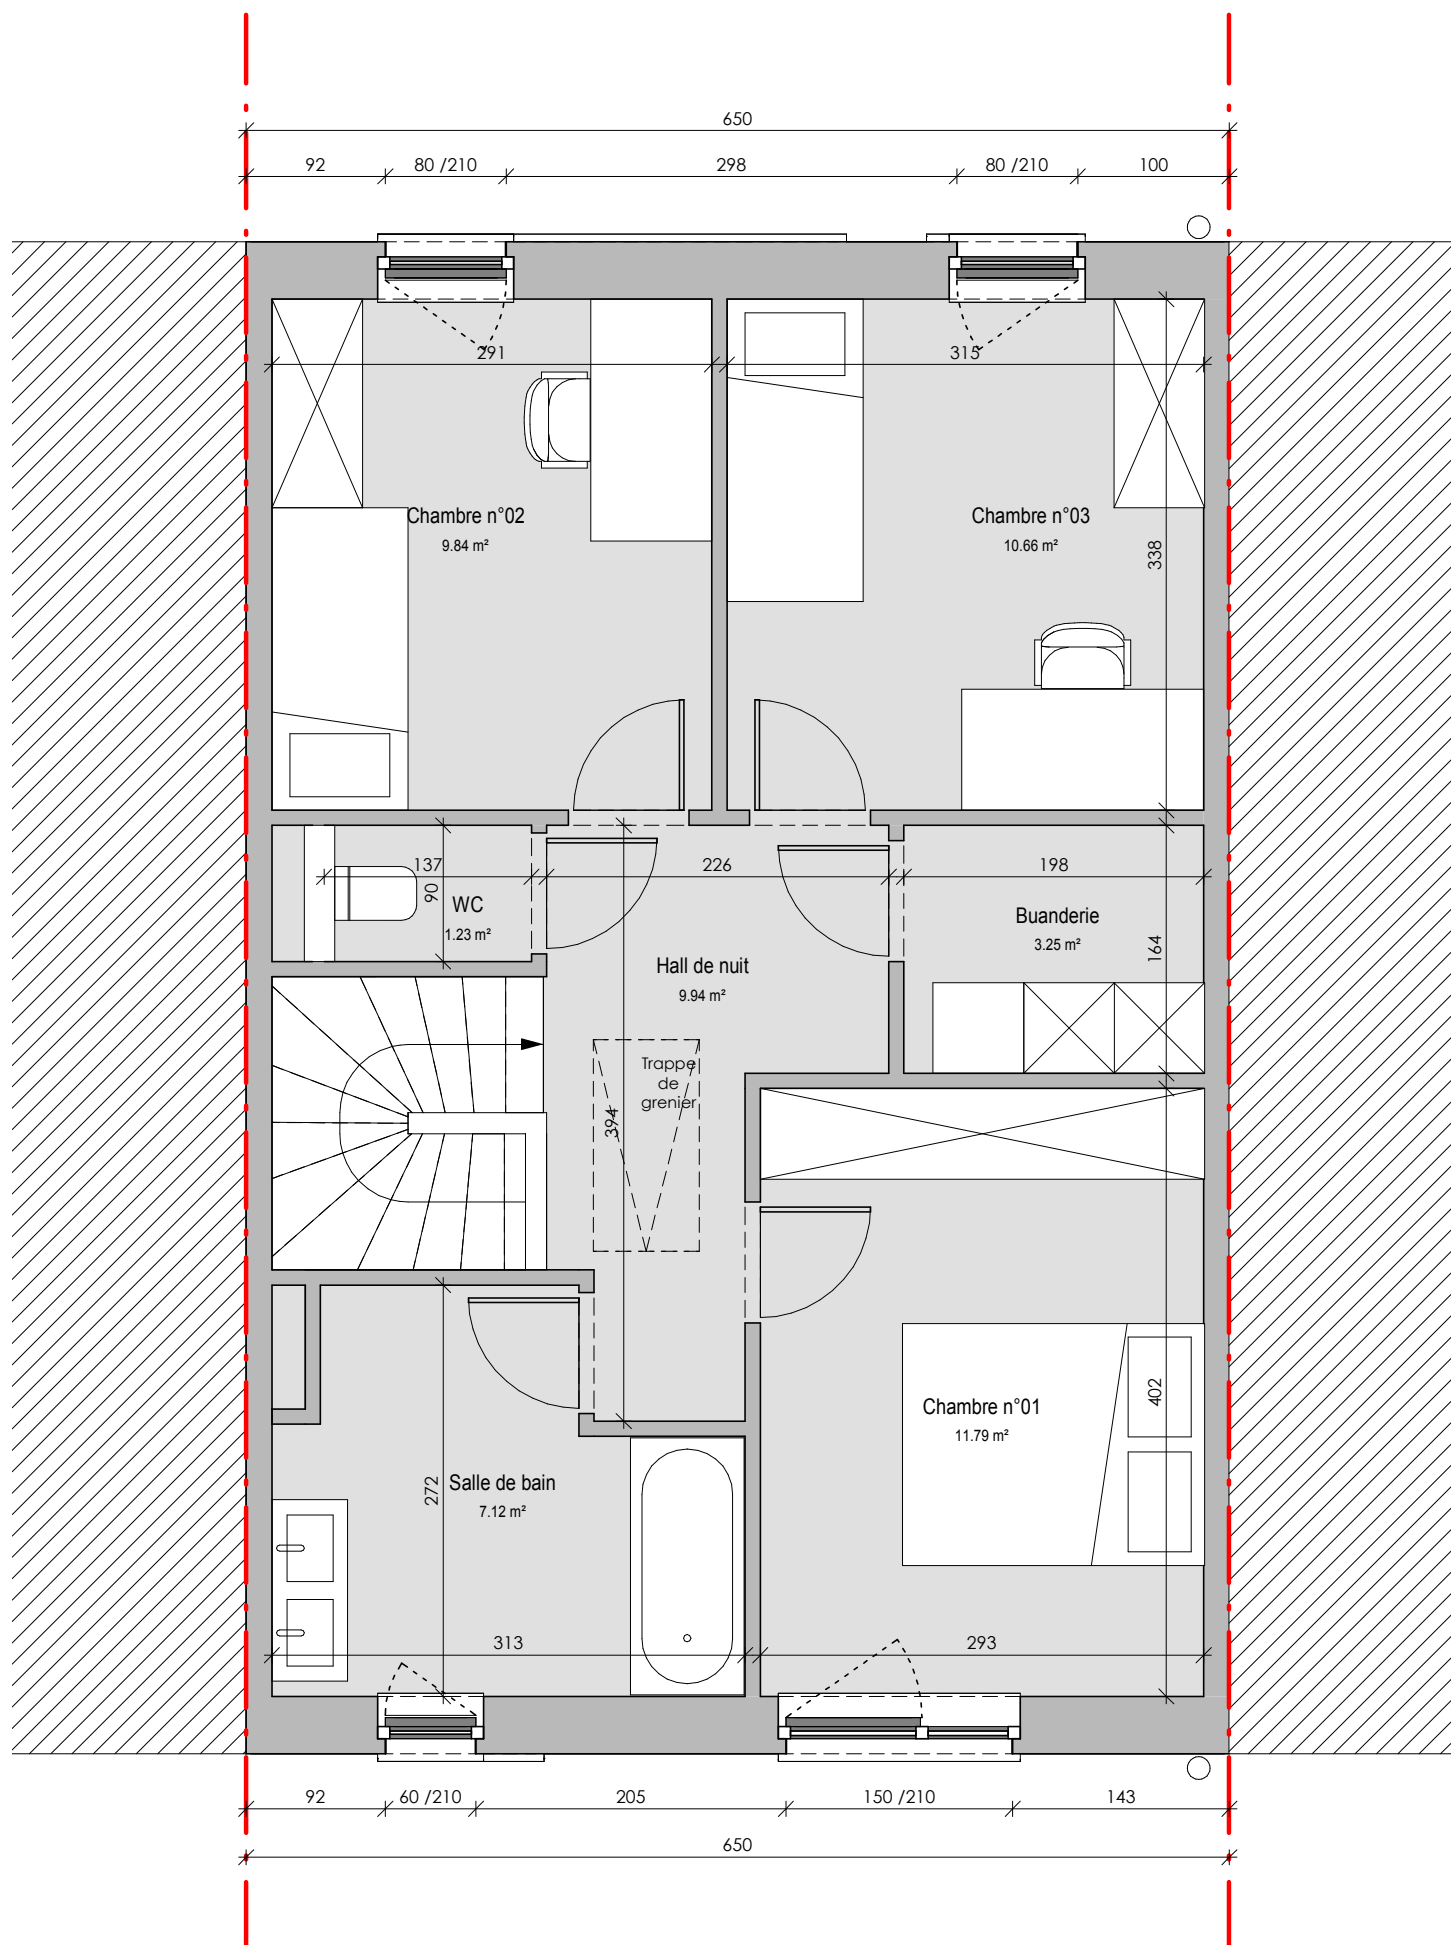 650
92
80 /210
298
80 /210
100
291
315
Chambre n°02
9.84 m²
Chambre n°03
10.66 m²
338
137
90
WC
1.23 m²
226
198
Buanderie
3.25 m²
164
Hall de nuit
9.94 m²
Trappe
de
grenier
394
Chambre n°01
11.79 m²
402
272
Salle de bain
7.12 m²
313
293
92
60 /210
205
150 /210
143
650